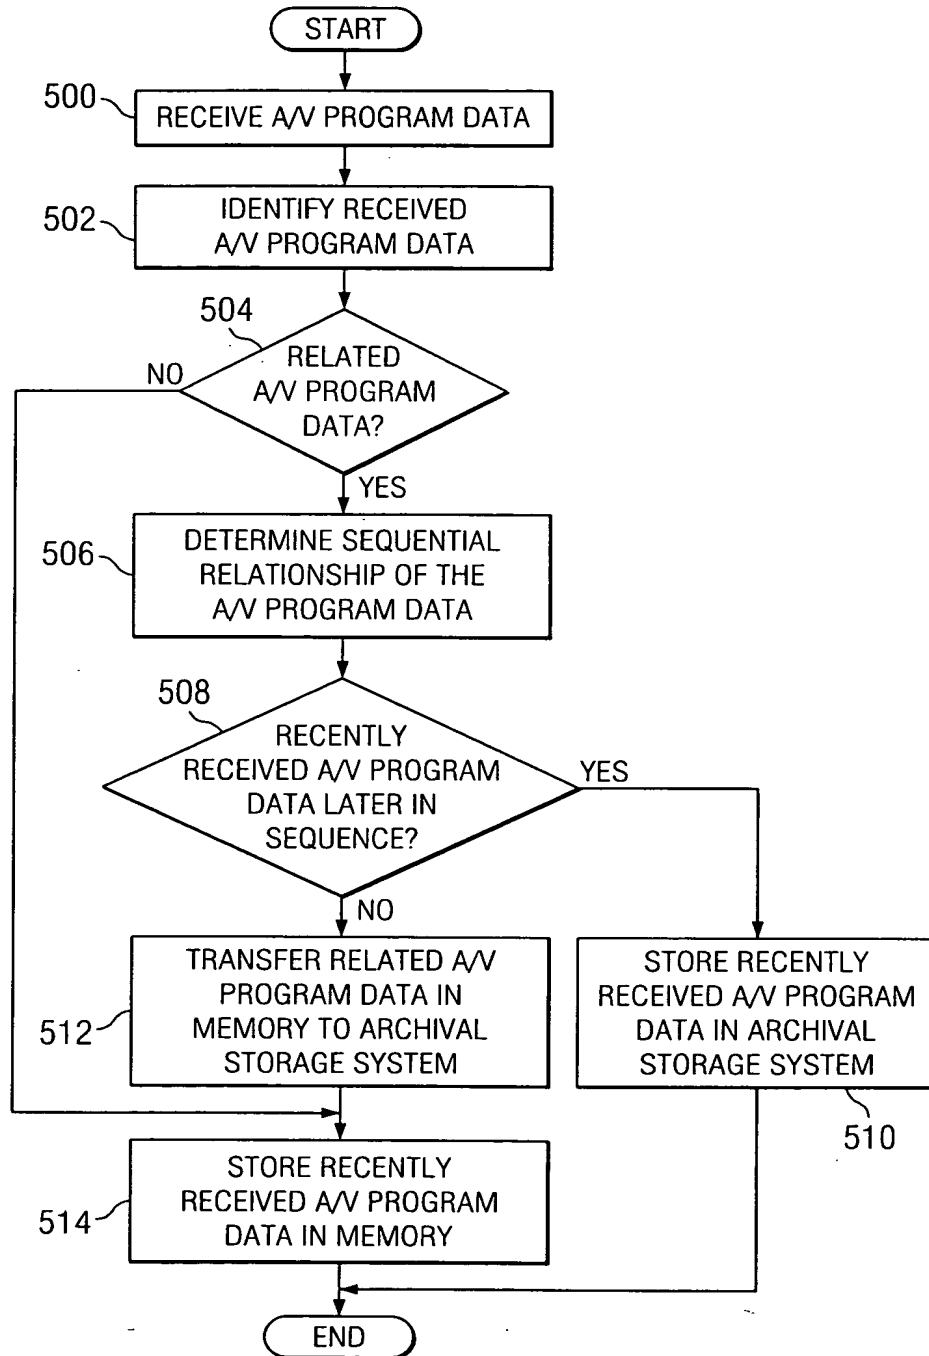 START
500
RECEIVE A/V PROGRAM DATA
502
IDENTIFY RECEIVED
A/V PROGRAM DATA
504
RELATED
A/V PROGRAM
DATA?
NO
YES
506
DETERMINE SEQUENTIAL
RELATIONSHIP OF THE
A/V PROGRAM DATA
508
RECENTLY
RECEIVED A/V PROGRAM
DATA LATER IN
SEQUENCE?
YES
NO
512
TRANSFER RELATED A/V
PROGRAM DATA IN
MEMORY TO ARCHIVAL
STORAGE SYSTEM
STORE RECENTLY
RECEIVED A/V PROGRAM
DATA IN ARCHIVAL
STORAGE SYSTEM
510
514
STORE RECENTLY
RECEIVED A/V PROGRAM
DATA IN MEMORY
END